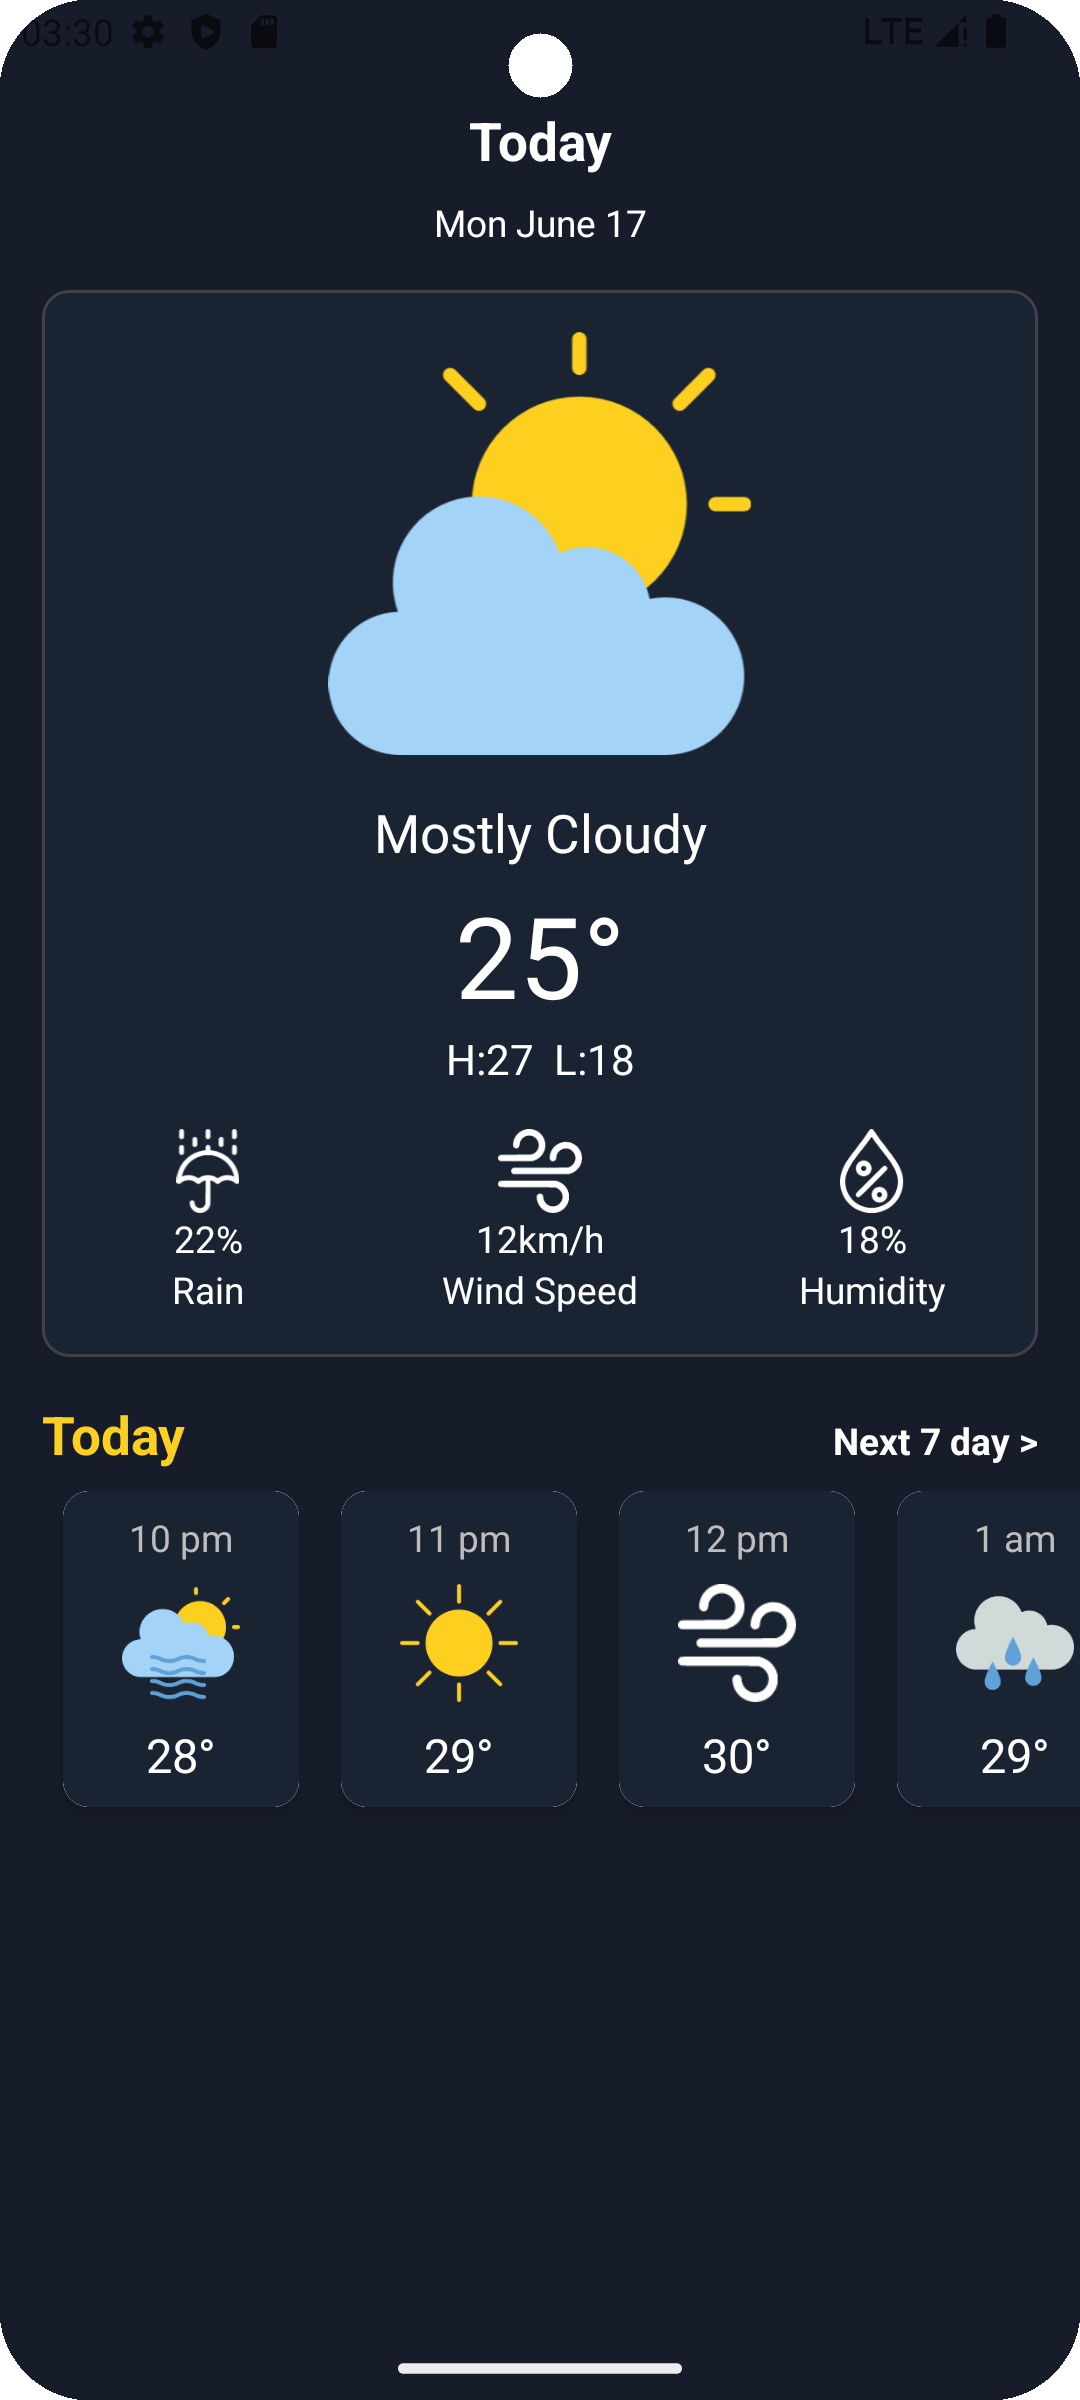 03:30 LTE
Today
Mon June 17
Mostly Cloudy
25°
H:27 L:18
22% 12km/h 18%
Rain Wind Speed Humidity
Today Next 7 day >
10 pm 11 pm 12 pm 1 am
28° 29° 30° 29°